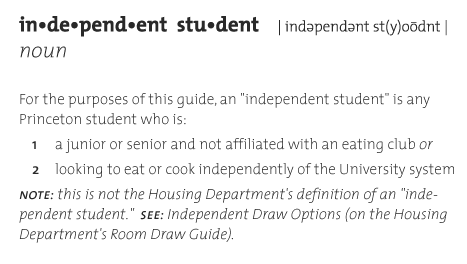 in•de•pend•ent stu•dent | indəpendənt st(y)oōdnt |
noun
For the purposes of this guide, an "independent student" is any
Princeton student who is:
1 a junior or senior and not affiliated with an eating club or
2 looking to eat or cook independently of the University system
NOTE: this is not the Housing Department's definition of an "inde-
pendent student." SEE: Independent Draw Options (on the Housing
Department's Room Draw Guide).